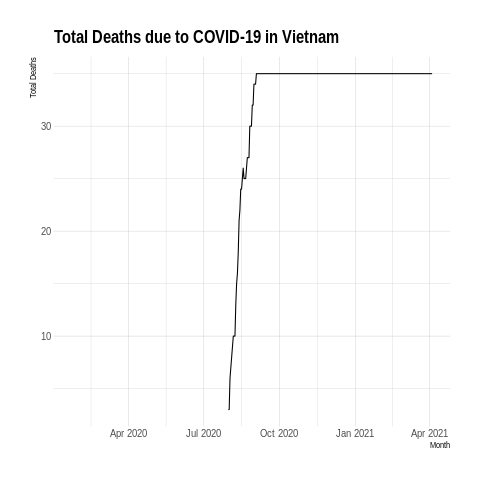 Total Deaths due to COVID-19 in Vietnam
Total Deaths
30
20
10
Apr 2020 Jul 2020 Oct 2020 Jan 2021 Apr 2021
Month